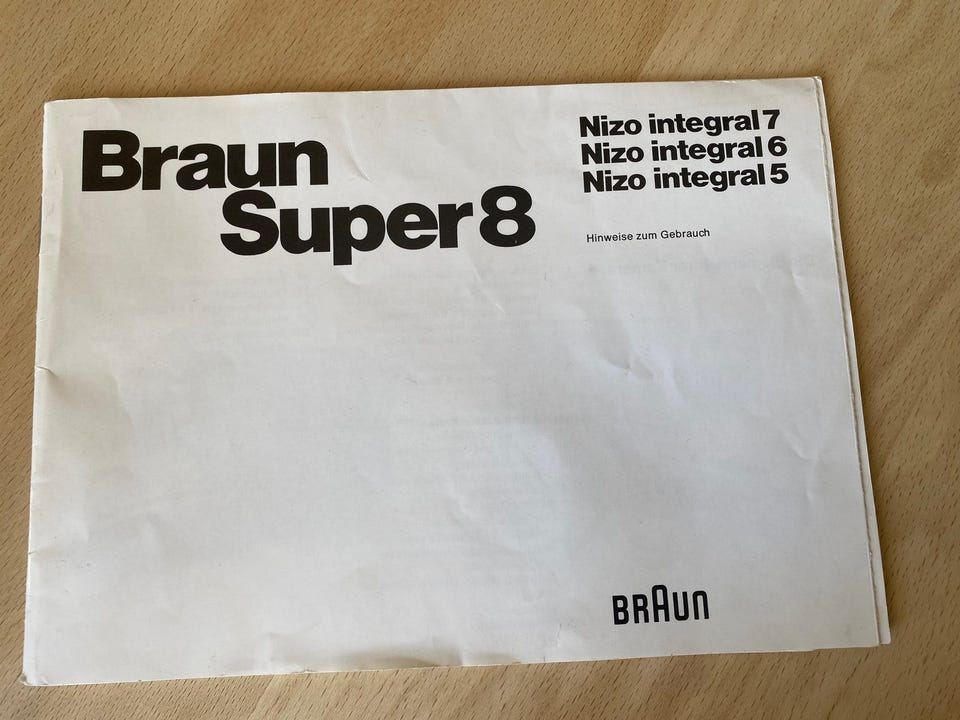 Braun
Super 8
Nizo integral 7
Nizo integral 6
Nizo integral 5
Hinweise zum Gebrauch
BRAUN